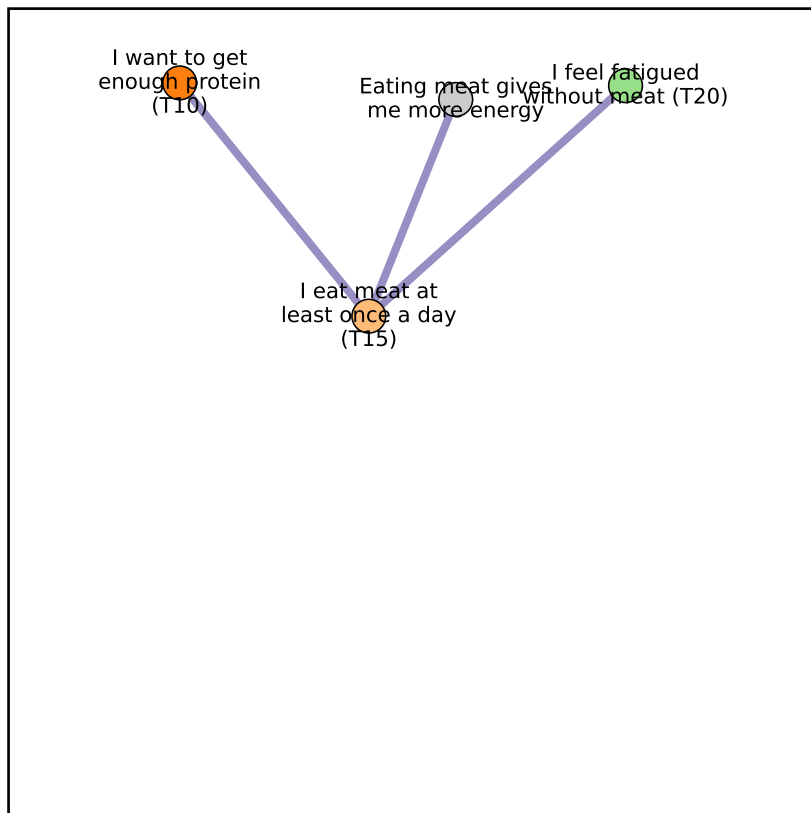 I want to get
enough protein
(T10)
Eating meat gives
me more energy
I feel fatigued
without meat (T20)
I eat meat at
least once a day
(T15)